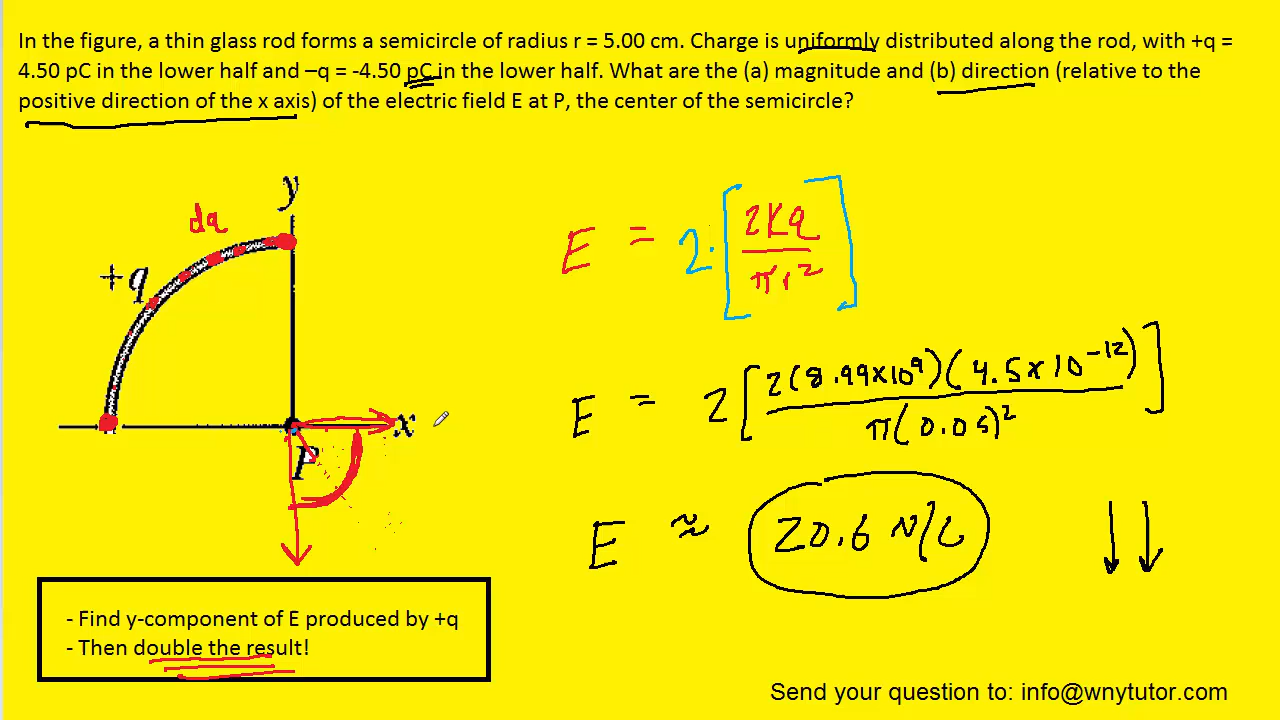 In the figure, a thin glass rod forms a semicircle of radius r = 5.00 cm. Charge is uniformly distributed along the rod, with +q =
4.50 pC in the lower half and –q = -4.50 pC in the lower half. What are the (a) magnitude and (b) direction (relative to the
positive direction of the x axis) of the electric field E at P, the center of the semicircle?
y
dq
+q
x
P
E = 2·[2Kq/πr²]
E = 2[2(8.99x10⁹)(4.5x10⁻¹²)/π(0.05)²]
E ≈ 20.6 N/C
- Find y-component of E produced by +q
- Then double the result!
Send your question to: info@wnytutor.com